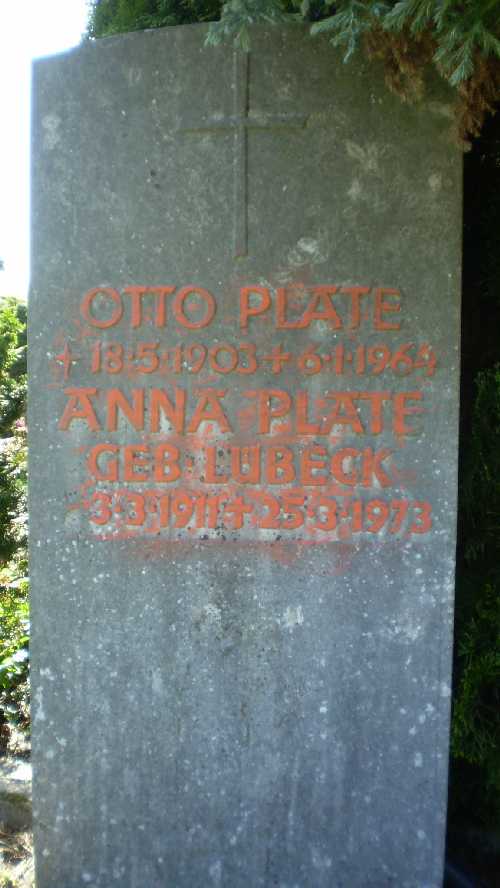 OTTO PLATE
* 18·5·1903 + 6·1·1964
ANNA PLATE
GEB· LÜBECK
* 3·3·1911 + 25·3·1973